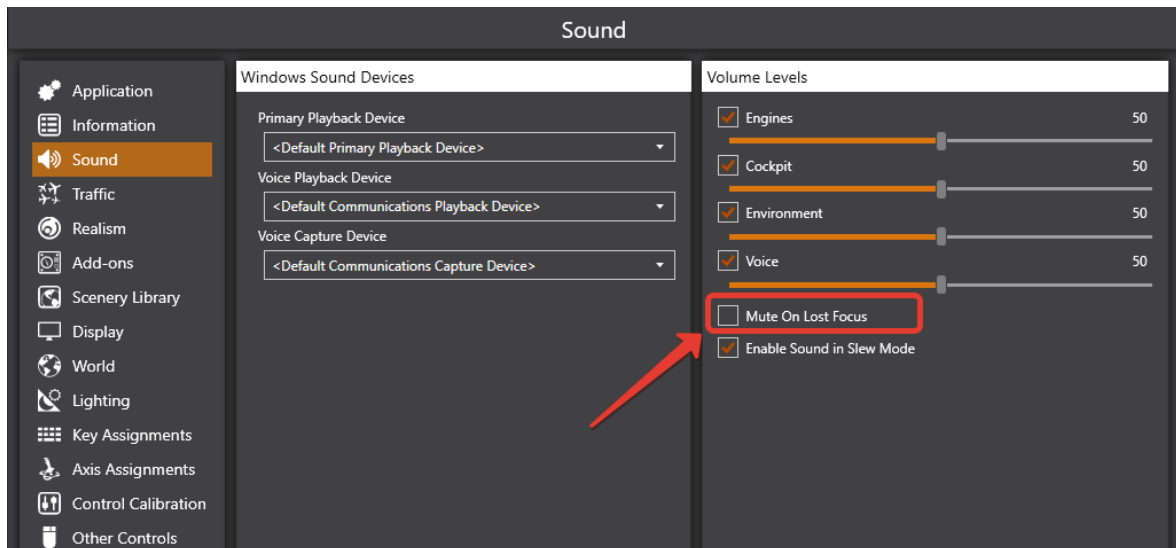 Sound
Application
Information
Sound
Traffic
Realism
Add-ons
Scenery Library
Display
World
Lighting
Key Assignments
Axis Assignments
Control Calibration
Other Controls
Windows Sound Devices
Primary Playback Device
<Default Primary Playback Device>
Voice Playback Device
<Default Communications Playback Device>
Voice Capture Device
<Default Communications Capture Device>
Volume Levels
Engines 50
Cockpit 50
Environment 50
Voice 50
Mute On Lost Focus
Enable Sound in Slew Mode